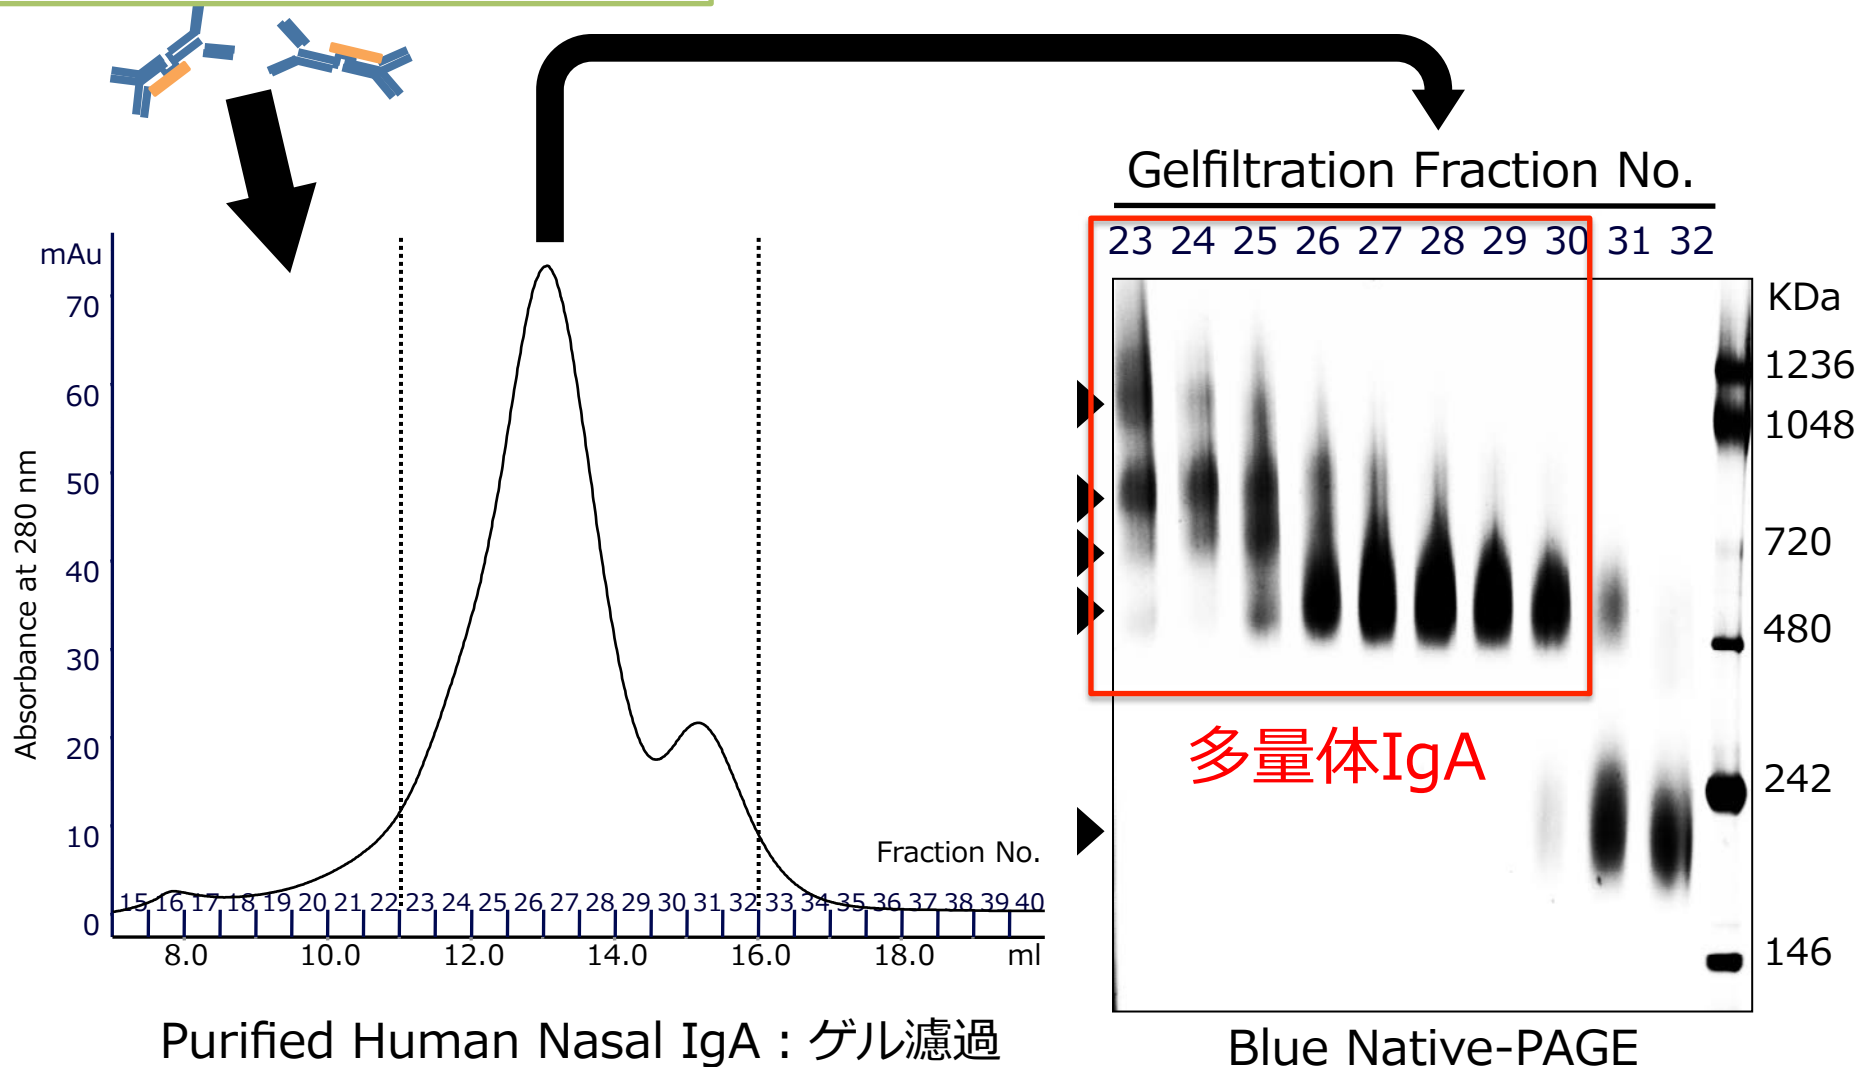 Gelfiltration Fraction No.
23 24 25 26 27 28 29 30 31 32
mAu
70
60
50
40
30
20
10
0
Absorbance at 280 nm
Fraction No.
15 16 17 18 19 20 21 22 23 24 25 26 27 28 29 30 31 32 33 34 35 36 37 38 39 40
8.0 10.0 12.0 14.0 16.0 18.0 ml
Purified Human Nasal IgA : ゲル濾過
KDa
1236
1048
720
480
242
146
多量体IgA
Blue Native-PAGE